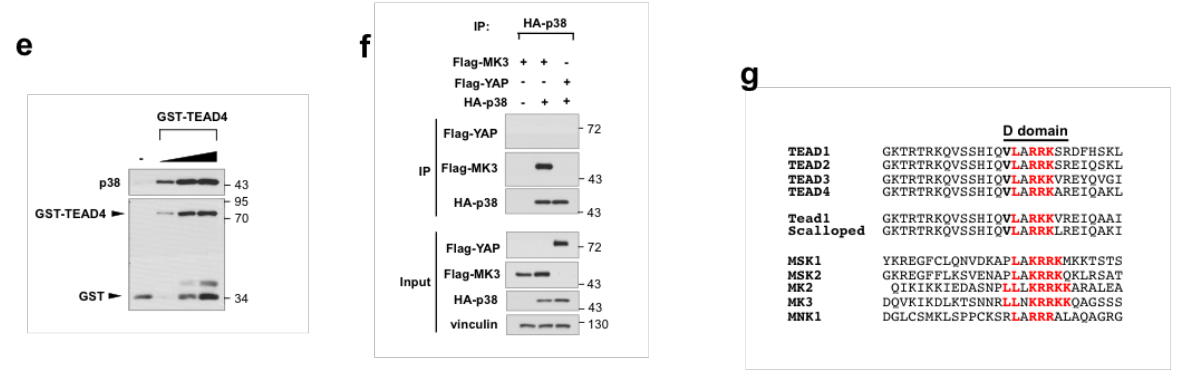 e
GST-TEAD4
-
p38
43
95
GST-TEAD4
70
GST
34
f
IP: HA-p38
Flag-MK3 + + -
Flag-YAP - - +
HA-p38 - + +
IP
Flag-YAP
72
Flag-MK3
43
HA-p38
43
Input
Flag-YAP
72
Flag-MK3
43
HA-p38
43
vinculin
130
g
D domain
TEAD1 GKTRTRKQVSSHIQVLARRKSRDFHSKL
TEAD2 GKTRTRKQVSSHIQVLARRKSREIQSKL
TEAD3 GKTRTRKQVSSHIQVLARKKVREYQVGI
TEAD4 GKTRTRKQVSSHIQVLARRKAREIQAKL
Tead1 GKTRTRKQVSSHIQVLARKKVREIQAAI
Scalloped GKTRTRKQVSSHIQVLARRKLREIQAKI
MSK1 YKREGFCLQNVDKAPLAKRRKMKKTSTS
MSK2 GKREGFFLKSVENAPLAKRRKQKLRSAT
MK2 QIKIKKIEDASNPLLLKRRKKARALEA
MK3 DQVKIKDLKTSNNRLLNKRRKKQAGSSS
MNK1 DGLCSMKLSPPCKSRLARRRALAQAGRG